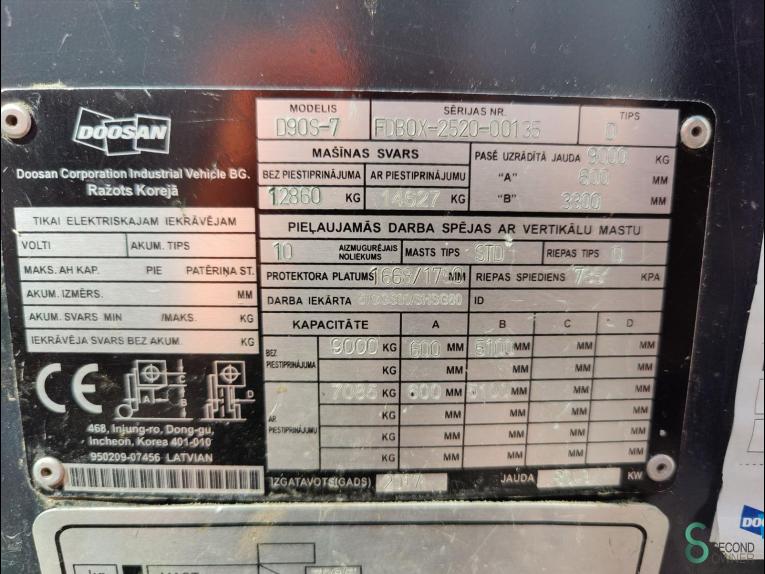 DOOSAN
Doosan Corporation Industrial Vehicle BG.
Ražots Korejā
MODELIS SĒRIJAS NR. TIPS
D90S-7 FDB0X-2520-00135 D
MAŠĪNAS SVARS PASĒ UZRĀDĪTĀ JAUDA 9000 KG
BEZ PIESTIPRINĀJUMA AR PIESTIPRINĀJUMU "A" 600 MM
12860 KG 14627 KG "B" 3300 MM
TIKAI ELEKTRISKAJAM IEKRĀVĒJAM
VOLTI AKUM. TIPS
MAKS. AH KAP. PIE PATĒRIŅA ST.
AKUM. IZMĒRS. MM
AKUM. SVARS MIN /MAKS. KG
IEKRĀVĒJA SVARS BEZ AKUM. KG
PIEĻAUJAMĀS DARBA SPĒJAS AR VERTIKĀLU MASTU
10 AIZMUGURĒJAIS NOLIEKUMS MASTS TIPS STD RIEPAS TIPS D
PROTEKTORA PLATUMS MM RIEPAS SPIEDIENS KPA
DARBA IEKĀRTA ID
KAPACITĀTE A B C D
BEZ PIESTIPRINĀJUMA 9000 KG 600 MM 5100 MM MM MM
KG MM MM MM MM
AR PIESTIPRINĀJUMU 7085 KG 600 MM MM MM MM
KG MM MM MM MM
KG MM MM MM MM
KG MM MM MM MM
IZGATAVOTS(GADS) JAUDA KW
CE
A B C D
468, Injung-ro, Dong-gu,
Incheon, Korea 401-010
950209-07456 LATVIAN
DOO
SECOND
OWNER